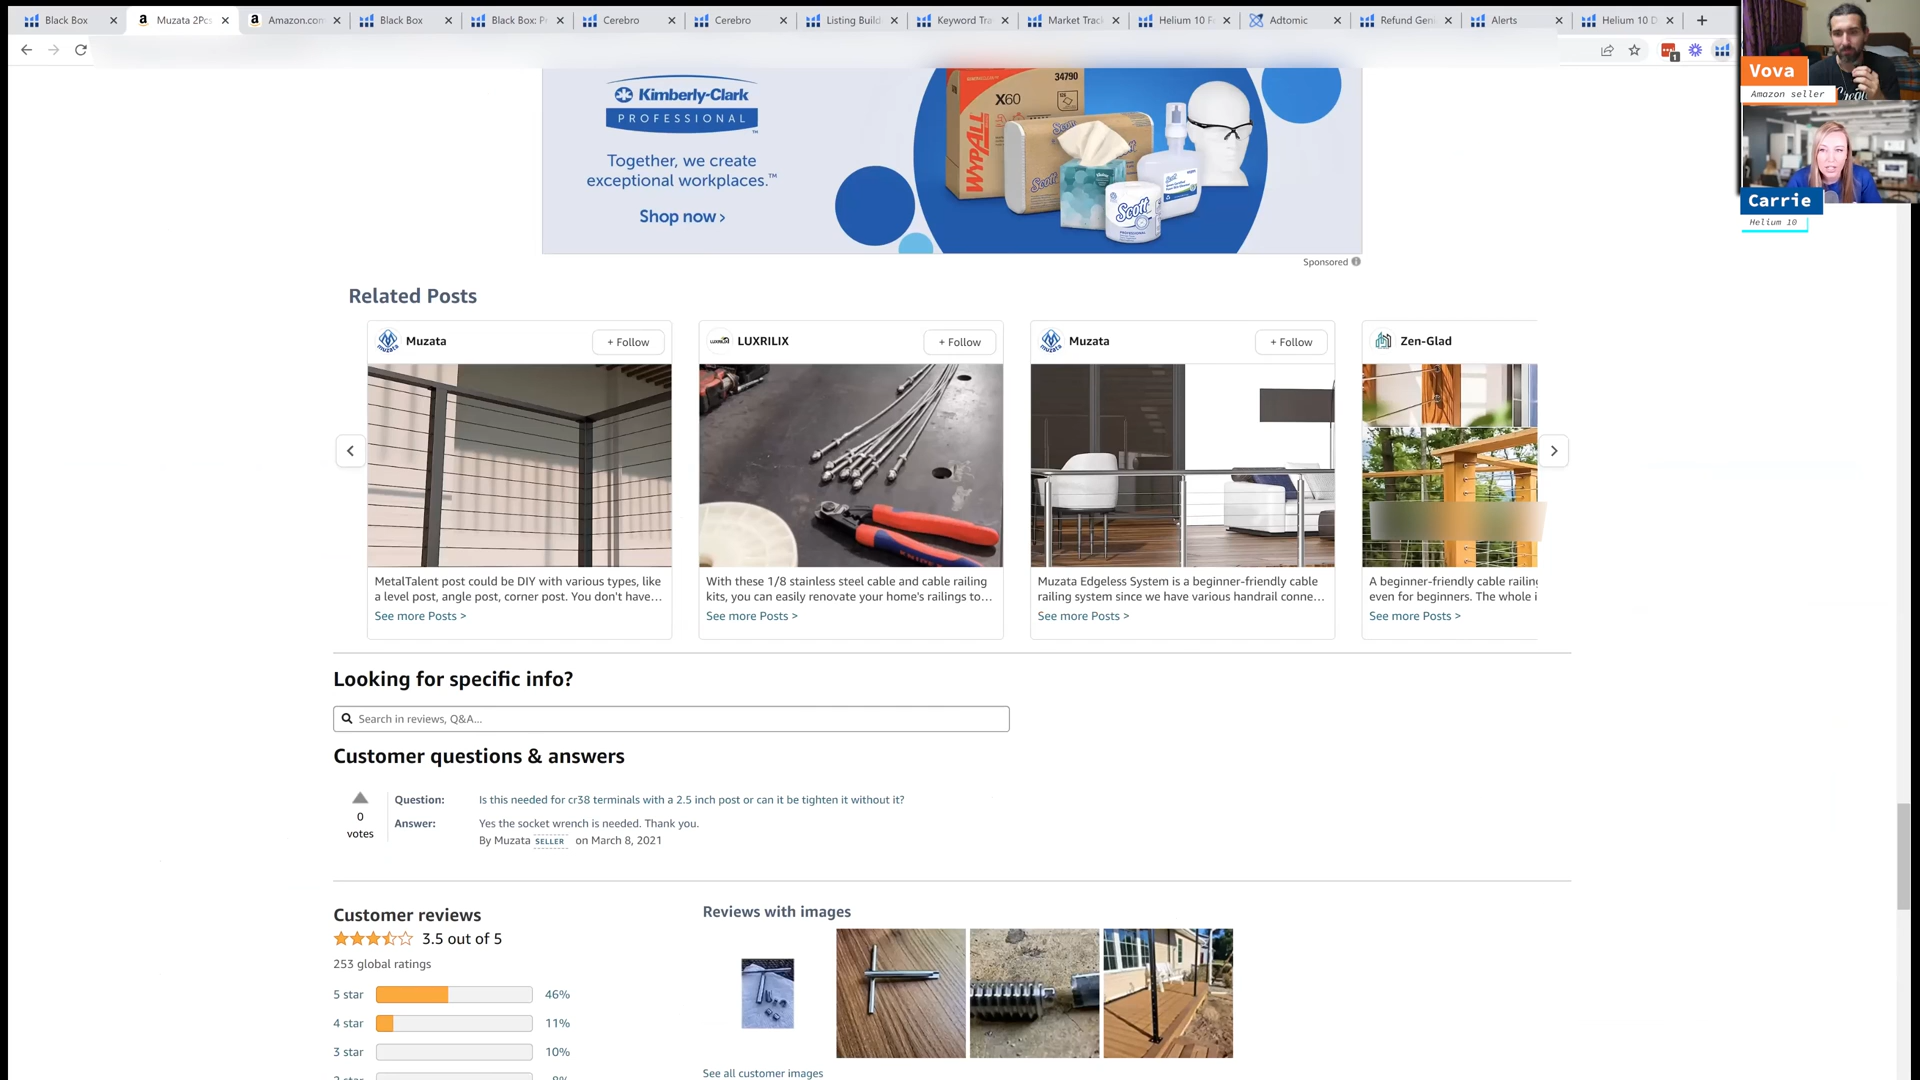 Black Box
Muzata 2Pcs
Amazon.com
Black Box
Black Box: P
Cerebro
Cerebro
Listing Build
Keyword Tra
Market Trac
Helium 10 F
Adtomic
Refund Geni
Alerts
Helium 10 D
Vova
Amazon seller
Carrie
Helium 10
Kimberly-Clark
PROFESSIONAL™
Together, we create
exceptional workplaces.™
Shop now ›
34790
X60
WYPALL
Scott
Scott
Scott
Sponsored
Related Posts
Muzata
+ Follow
LUXRILIX
+ Follow
Muzata
+ Follow
Zen-Glad
MetalTalent post could be DIY with various types, like
a level post, angle post, corner post. You don't have…
See more Posts >
With these 1/8 stainless steel cable and cable railing
kits, you can easily renovate your home's railings to…
See more Posts >
Muzata Edgeless System is a beginner-friendly cable
railing system since we have various handrail conne…
See more Posts >
A beginner-friendly cable railing
even for beginners. The whole i
See more Posts >
Looking for specific info?
Search in reviews, Q&A...
Customer questions & answers
0
votes
Question: Is this needed for cr38 terminals with a 2.5 inch post or can it be tighten it without it?
Answer: Yes the socket wrench is needed. Thank you.
By Muzata SELLER on March 8, 2021
Customer reviews
3.5 out of 5
253 global ratings
5 star 46%
4 star 11%
3 star 10%
Reviews with images
See all customer images